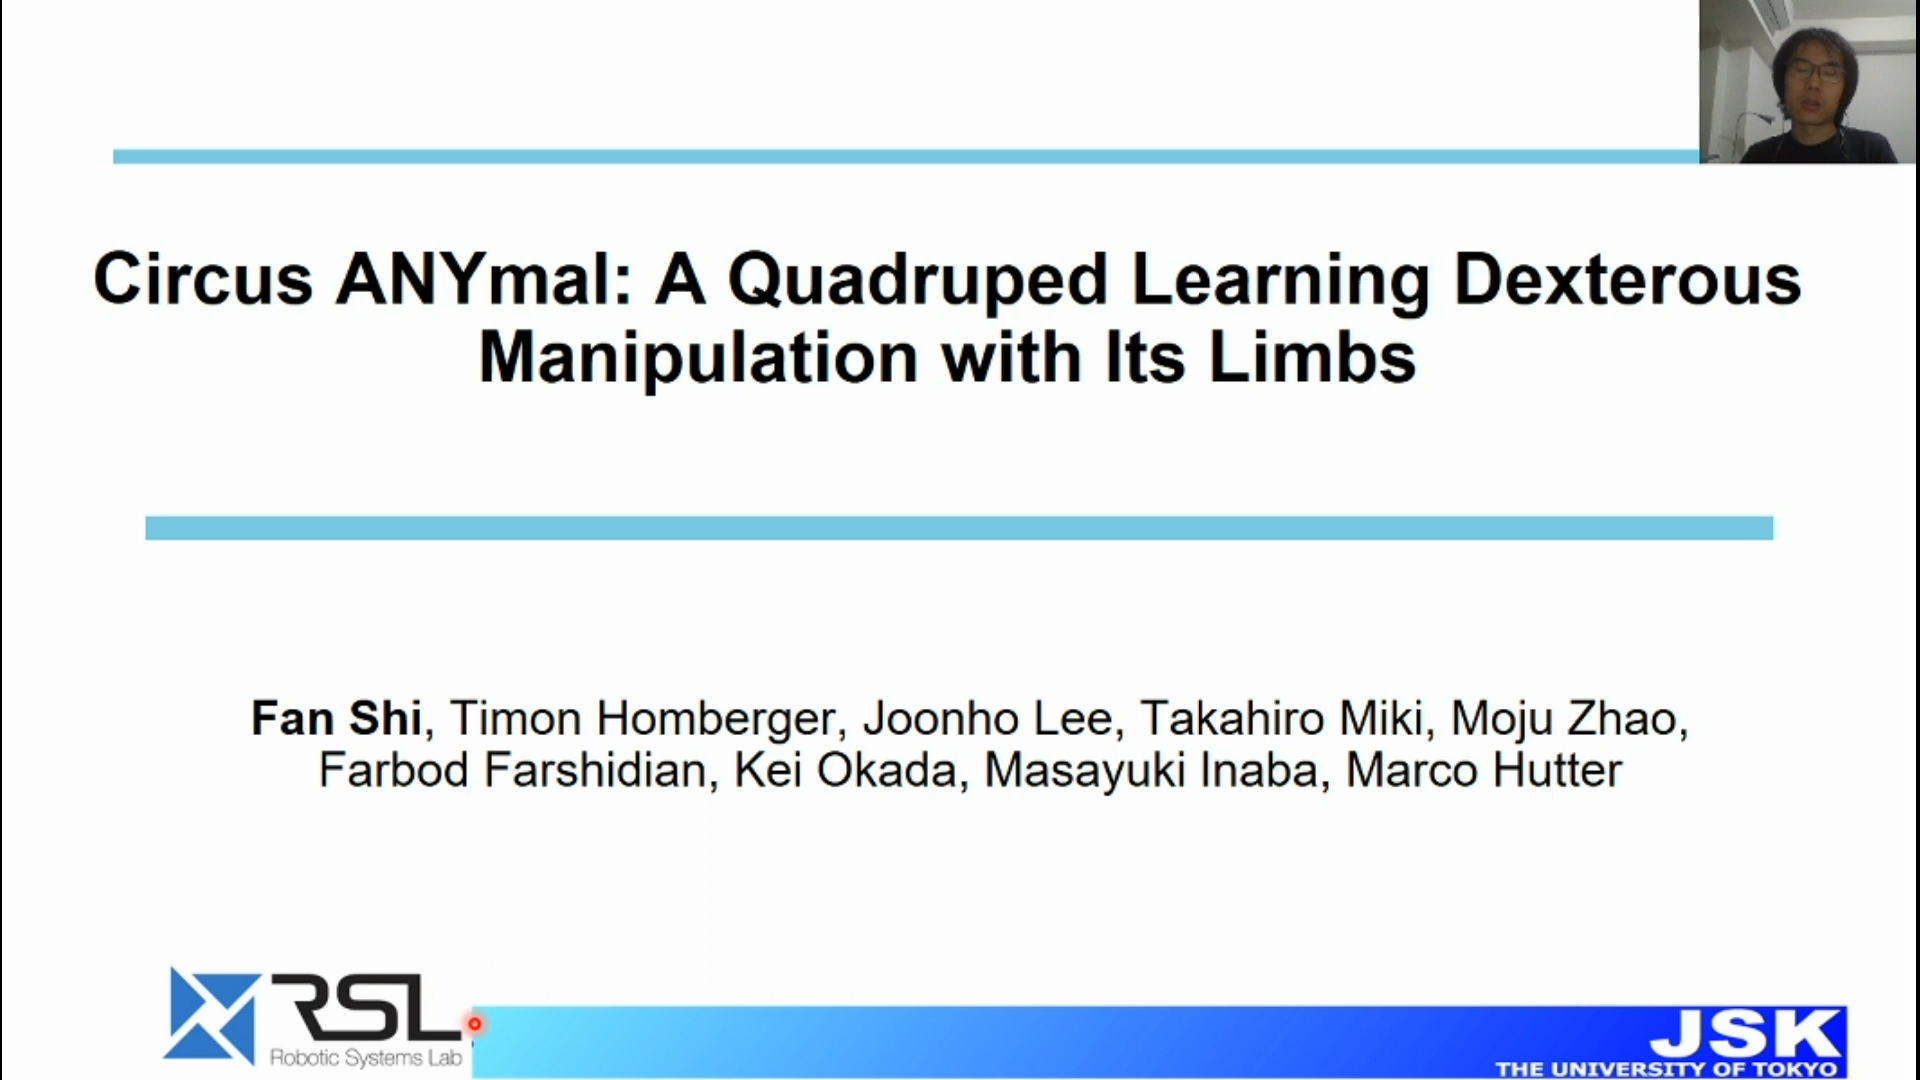 Circus ANYmal: A Quadruped Learning Dexterous
Manipulation with Its Limbs
Fan Shi, Timon Homberger, Joonho Lee, Takahiro Miki, Moju Zhao,
Farbod Farshidian, Kei Okada, Masayuki Inaba, Marco Hutter
RSL
Robotic Systems Lab
JSK
THE UNIVERSITY OF TOKYO